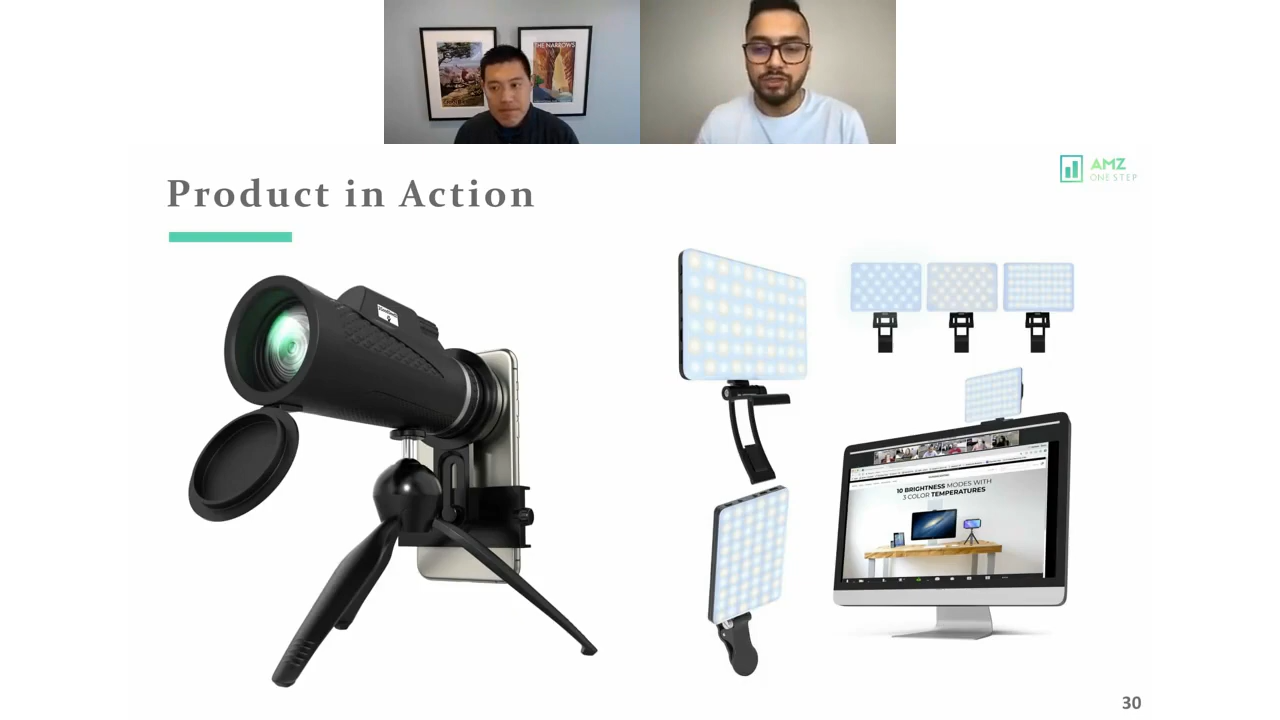 THE NARROWS
AMZ
ONE STEP
Product in Action
10 BRIGHTNESS MODES WITH
3 COLOR TEMPERATURES
30